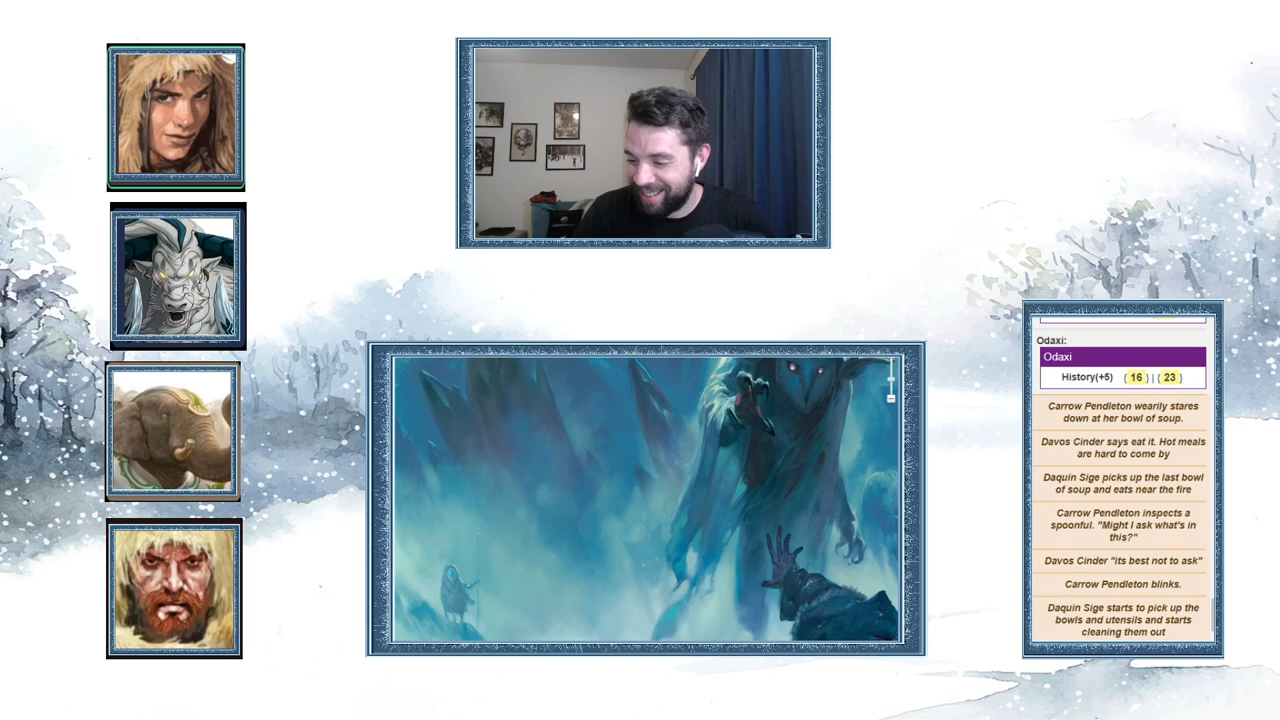 Odaxi:
Odaxi
History(+5) (16) | (23)
Carrow Pendleton wearily stares
down at her bowl of soup.
Davos Cinder says eat it. Hot meals
are hard to come by
Daquin Sige picks up the last bowl
of soup and eats near the fire
Carrow Pendleton inspects a
spoonful. "Might I ask what's in
this?"
Davos Cinder "its best not to ask"
Carrow Pendleton blinks.
Daquin Sige starts to pick up the
bowls and utensils and starts
cleaning them out